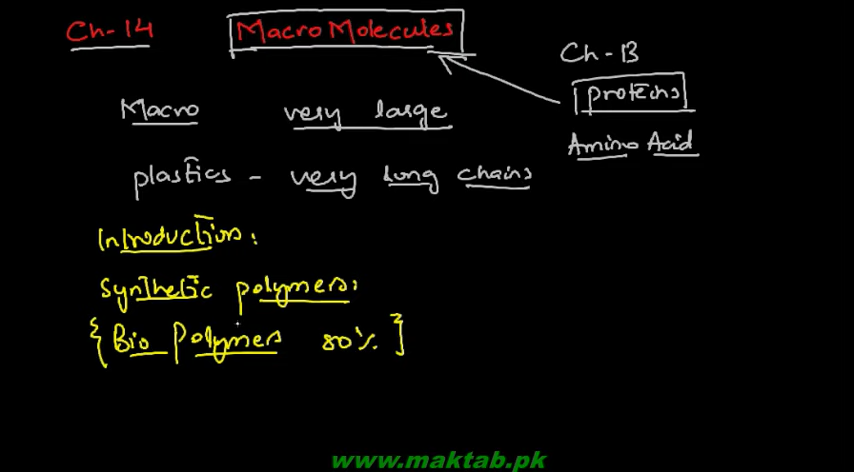 Ch-14 Macro Molecules
Ch-13
Proteins
Amino Acid
Macro very large
plastics - very long chains
Introduction:
Synthetic polymers:
{Bio Polymers 80%]
www.maktab.pk